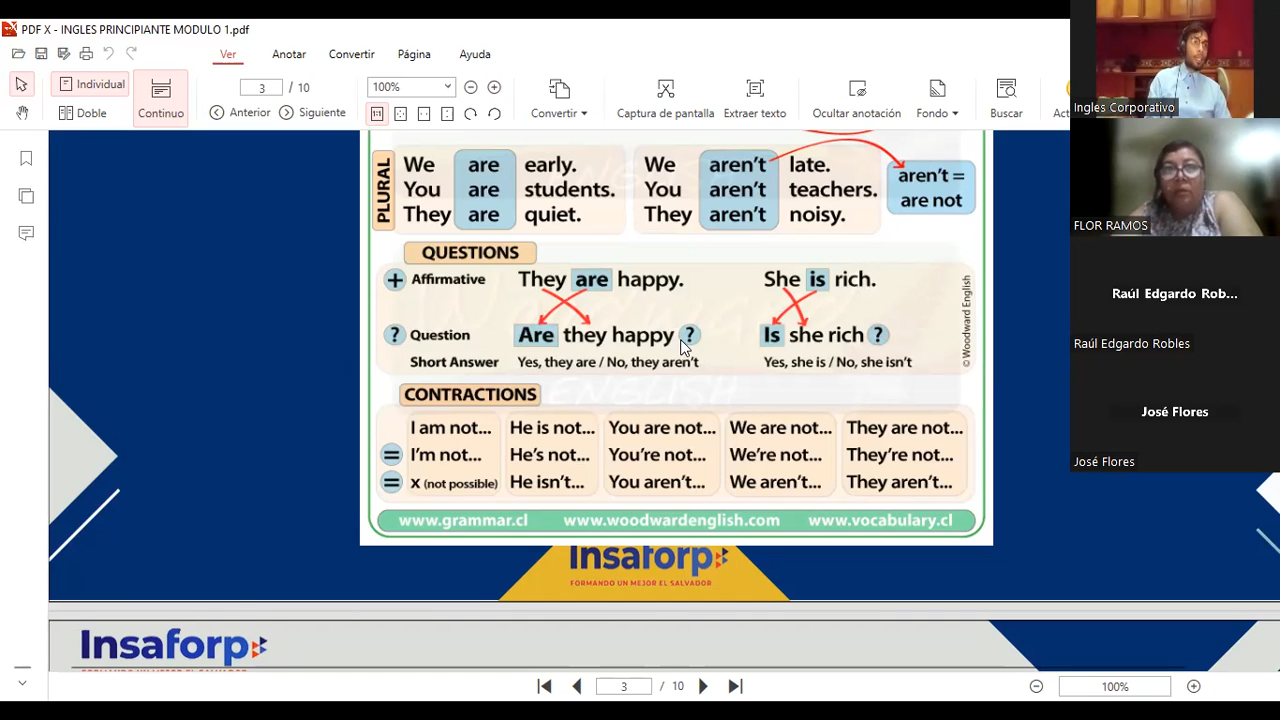 PDF X - INGLES PRINCIPIANTE MODULO 1.pdf
Ver Anotar Convertir Página Ayuda
Individual
Doble
Continuo
3 / 10
Anterior Siguiente
100%
Convertir
Captura de pantalla
Extraer texto
Ocultar anotación
Fondo
Buscar
PLURAL
We are early.
You are students.
They are quiet.
We aren't late.
You aren't teachers.
They aren't noisy.
aren't =
are not
QUESTIONS
+ Affirmative They are happy. She is rich.
? Question Are they happy ? Is she rich ?
Short Answer Yes, they are / No, they aren't Yes, she is / No, she isn't
© Woodward English
CONTRACTIONS
I am not... He is not... You are not... We are not... They are not...
= I'm not... He's not... You're not... We're not... They're not...
= x (not possible) He isn't... You aren't... We aren't... They aren't...
www.grammar.cl www.woodwardenglish.com www.vocabulary.cl
Insaforp
FORMANDO UN MEJOR EL SALVADOR
Insaforp
3 / 10
100%
Ingles Corporativo
FLOR RAMOS
Raúl Edgardo Rob...
Raúl Edgardo Robles
José Flores
José Flores